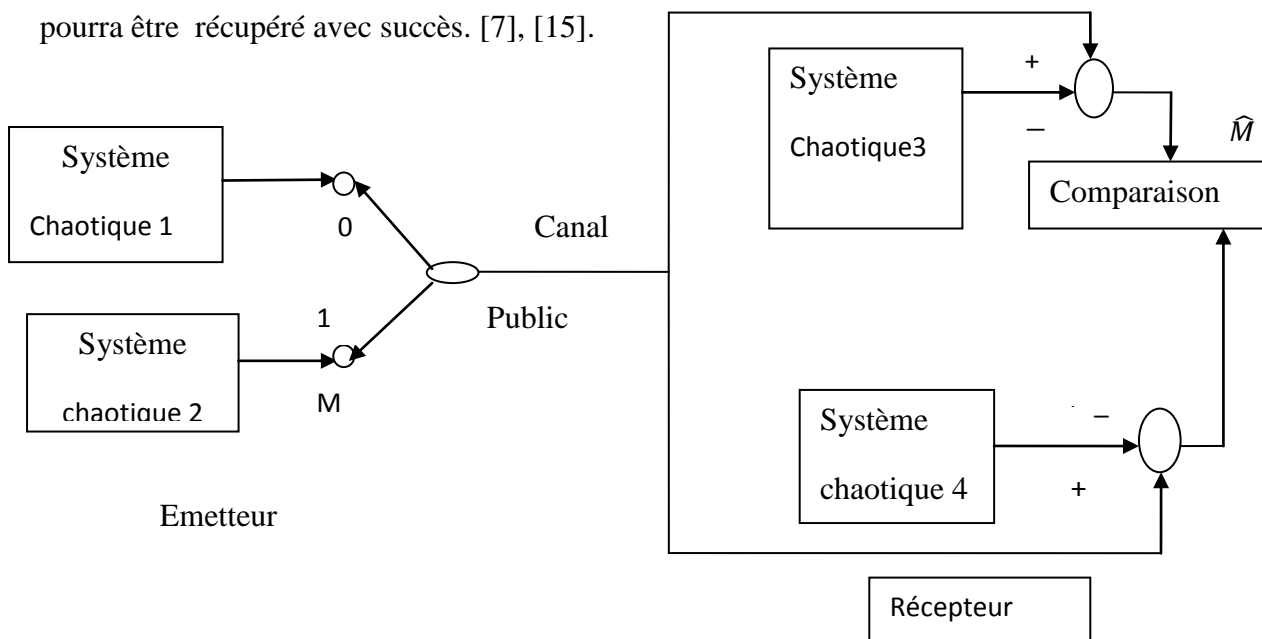 pourra être récupéré avec succès. [7], [15].
Système
Chaotique 1
0
1
Système
chaotique 2
M
Emetteur
Canal
Public
Système
Chaotique3
+
–
M̂
Comparaison
Système
chaotique 4
–
+
Récepteur